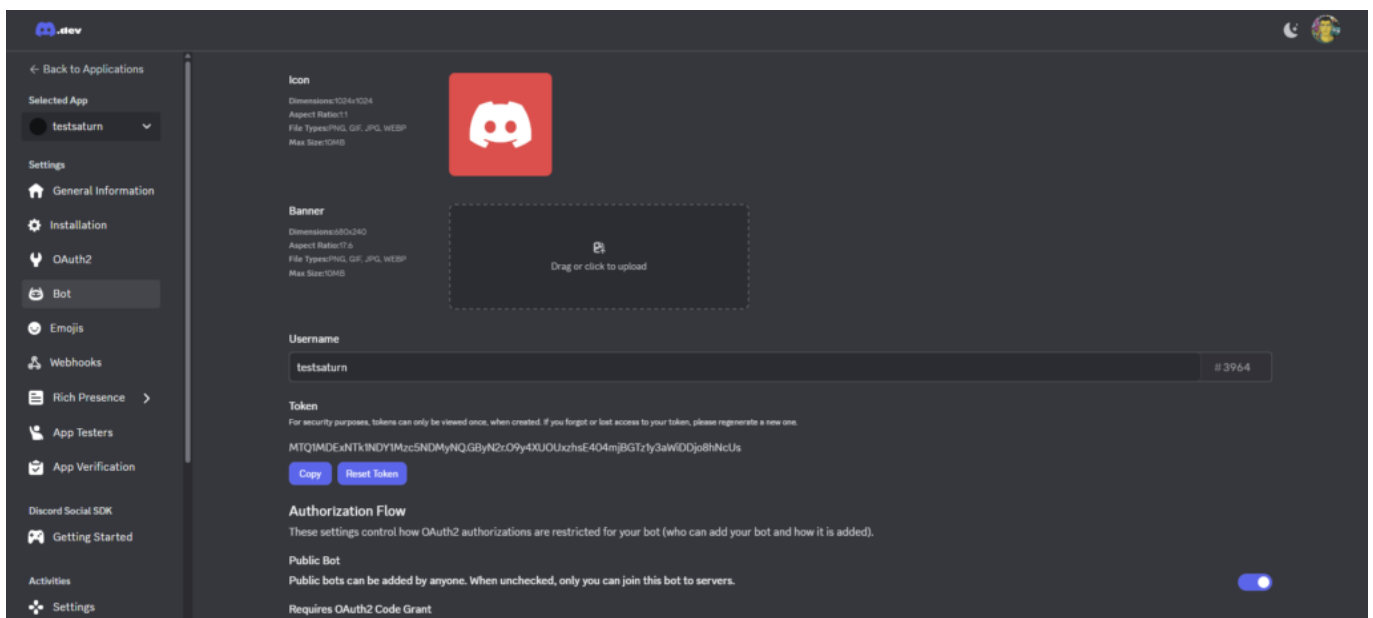 .dev
← Back to Applications
Selected App
testsaturn
Settings
General Information
Installation
OAuth2
Bot
Emojis
Webhooks
Rich Presence
App Testers
App Verification
Discord Social SDK
Getting Started
Activities
Settings
Icon
Dimensions:1024x1024
Aspect Ratio:1:1
File Types:PNG, GIF, JPG, WEBP
Max Size:10MB
Banner
Dimensions:680x240
Aspect Ratio:17:6
File Types:PNG, GIF, JPG, WEBP
Max Size:10MB
Drag or click to upload
Username
testsaturn #3964
Token
For security purposes, tokens can only be viewed once, when created. If you forgot or lost access to your token, please regenerate a new one.
Copy Reset Token
Authorization Flow
These settings control how OAuth2 authorizations are restricted for your bot (who can add your bot and how it is added).
Public Bot
Public bots can be added by anyone. When unchecked, only you can join this bot to servers.
Requires OAuth2 Code Grant